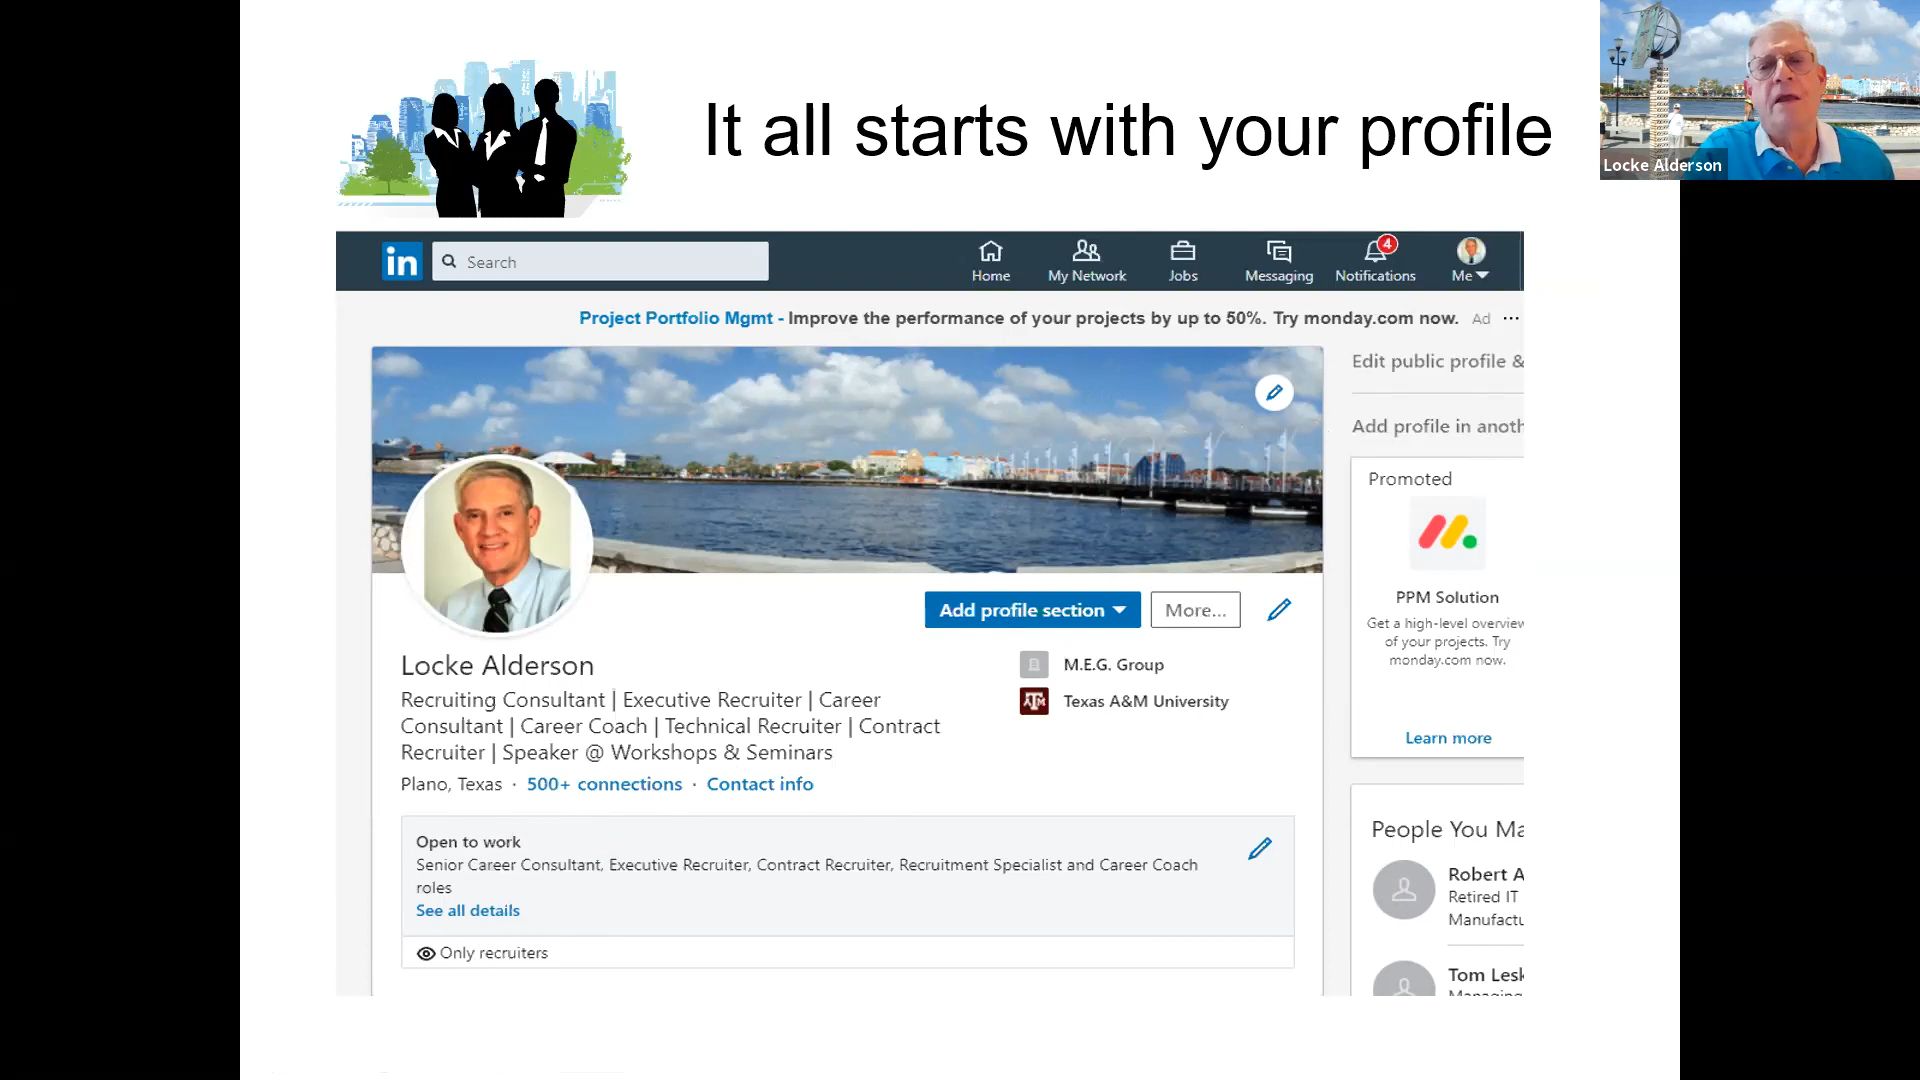 It all starts with your profile
Locke Alderson
in
Search
Home
My Network
Jobs
Messaging
4
Notifications
Me
Project Portfolio Mgmt - Improve the performance of your projects by up to 50%. Try monday.com now. Ad ...
Edit public profile &
Add profile in anoth
Promoted
PPM Solution
Get a high-level overview
of your projects. Try
monday.com now.
Learn more
Add profile section
More...
Locke Alderson
Recruiting Consultant | Executive Recruiter | Career
Consultant | Career Coach | Technical Recruiter | Contract
Recruiter | Speaker @ Workshops & Seminars
Plano, Texas · 500+ connections · Contact info
M.E.G. Group
ATM
Texas A&M University
Open to work
Senior Career Consultant, Executive Recruiter, Contract Recruiter, Recruitment Specialist and Career Coach
roles
See all details
Only recruiters
People You Ma
Robert A
Retired IT
Manufactu
Tom Lesk